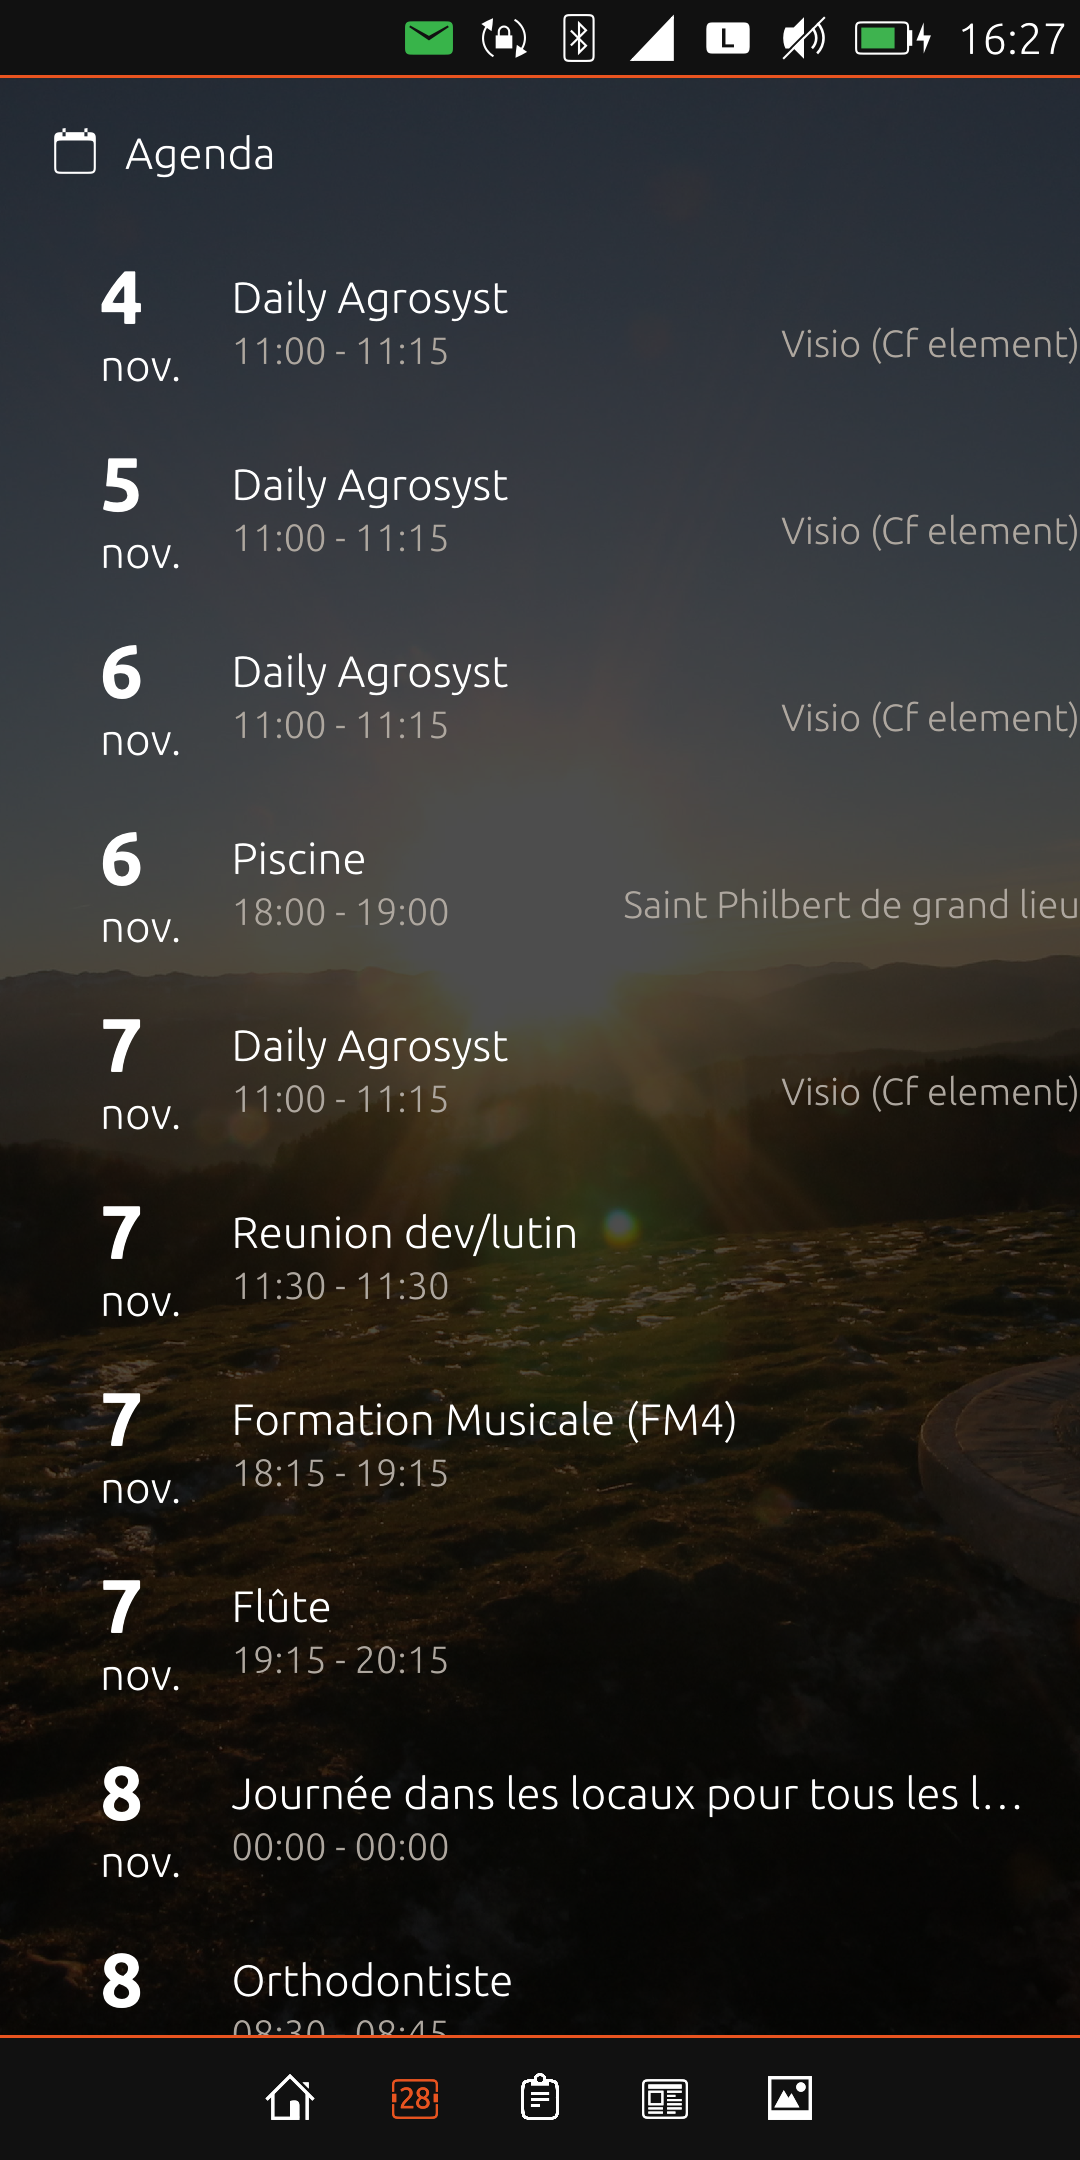 L 16:27
Agenda
4 Daily Agrosyst
nov. 11:00 - 11:15 Visio (Cf element)
5 Daily Agrosyst
nov. 11:00 - 11:15 Visio (Cf element)
6 Daily Agrosyst
nov. 11:00 - 11:15 Visio (Cf element)
6 Piscine
nov. 18:00 - 19:00 Saint Philbert de grand lieu
7 Daily Agrosyst
nov. 11:00 - 11:15 Visio (Cf element)
7 Reunion dev/lutin
nov. 11:30 - 11:30
7 Formation Musicale (FM4)
nov. 18:15 - 19:15
7 Flûte
nov. 19:15 - 20:15
8 Journée dans les locaux pour tous les l...
nov. 00:00 - 00:00
8 Orthodontiste
08:30 - 08:45
28